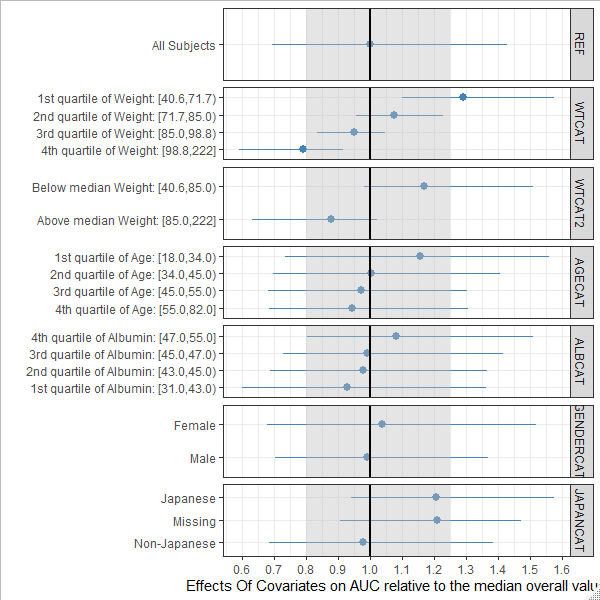 All Subjects
REF
1st quartile of Weight: [40.6,71.7)
2nd quartile of Weight: [71.7,85.0)
3rd quartile of Weight: [85.0,98.8)
4th quartile of Weight: [98.8,222]
WTCAT
Below median Weight: [40.6,85.0)
Above median Weight: [85.0,222]
WTCAT2
1st quartile of Age: [18.0,34.0)
2nd quartile of Age: [34.0,45.0)
3rd quartile of Age: [45.0,55.0)
4th quartile of Age: [55.0,82.0]
AGECAT
4th quartile of Albumin: [47.0,55.0]
3rd quartile of Albumin: [45.0,47.0)
2nd quartile of Albumin: [43.0,45.0)
1st quartile of Albumin: [31.0,43.0)
ALBCAT
Female
Male
GENDERCAT
Japanese
Missing
Non-Japanese
JAPANCAT
0.6 0.7 0.8 0.9 1.0 1.1 1.2 1.3 1.4 1.5 1.6
Effects Of Covariates on AUC relative to the median overall valu